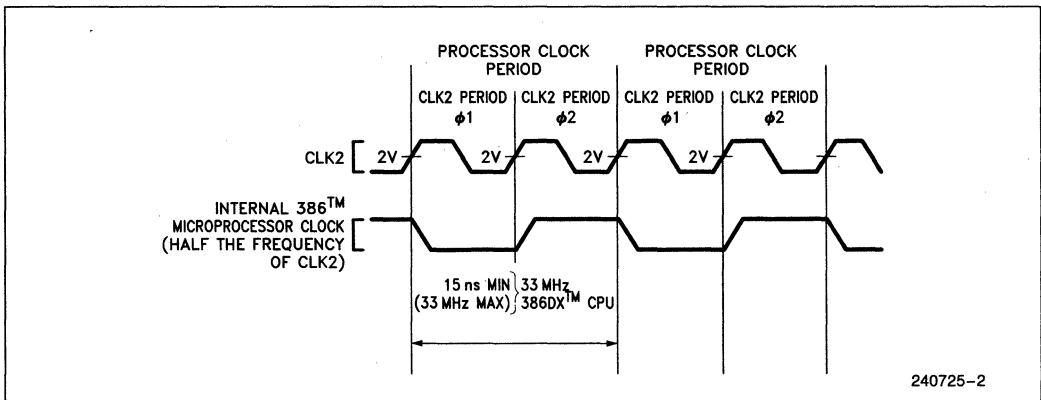 PROCESSOR CLOCK
PERIOD
PROCESSOR CLOCK
PERIOD
CLK2 PERIOD
φ1
CLK2 PERIOD
φ2
CLK2 PERIOD
φ1
CLK2 PERIOD
φ2
CLK2
2V
2V
2V
2V
INTERNAL 386™
MICROPROCESSOR CLOCK
(HALF THE FREQUENCY
OF CLK2)
15 ns MIN
(33 MHz MAX)
33 MHz
386DX™ CPU
240725-2